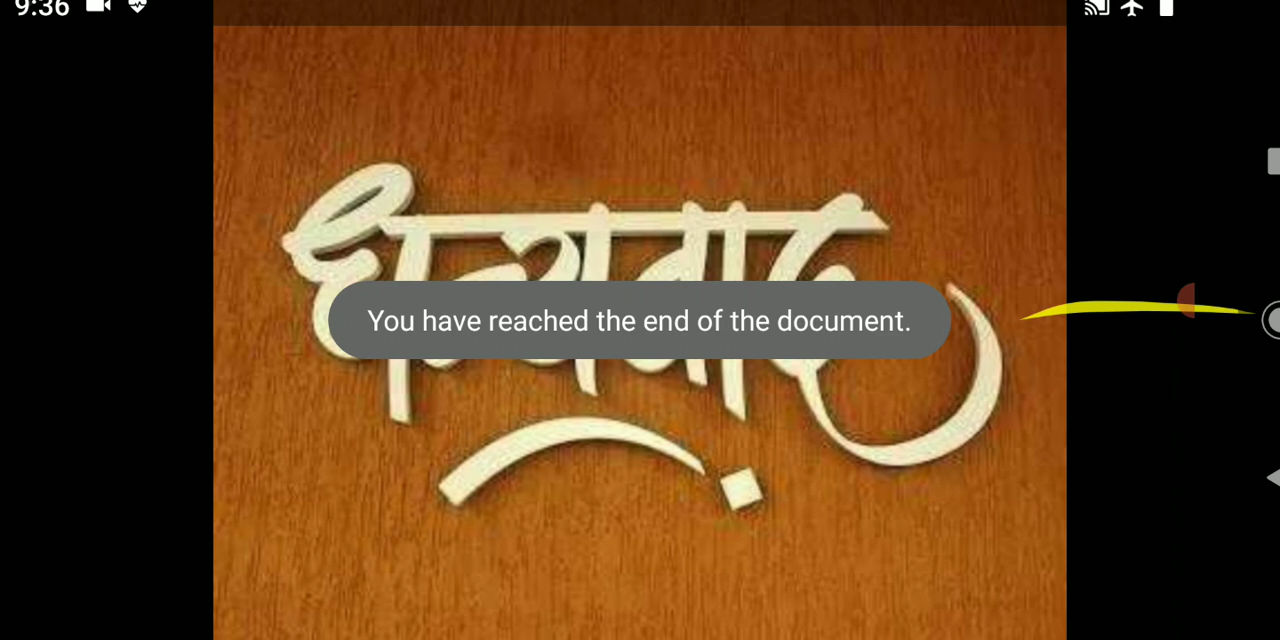 9:36
धन्यवाद
You have reached the end of the document.